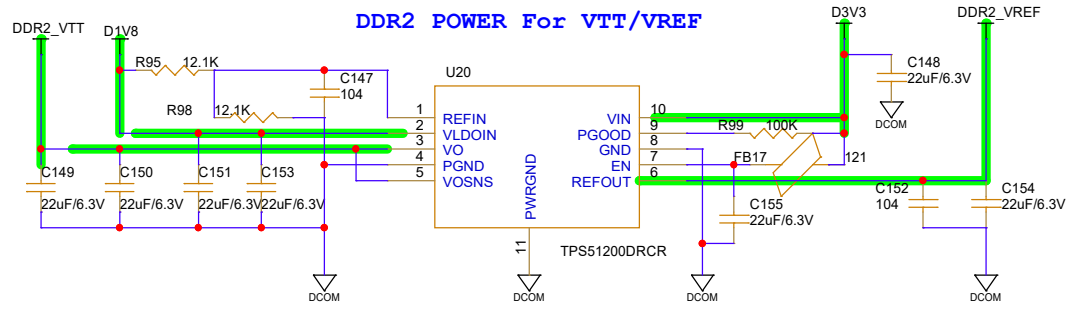 DDR2 POWER For VTT/VREF
DDR2_VTT
D1V8
D3V3
DDR2_VREF
R95
12.1K
C147
104
U20
C148
22uF/6.3V
DCOM
R98
12.1K
1
REFIN
2
VLDOIN
3
VO
4
PGND
5
VOSNS
PWRGND
11
10
VIN
9
PGOOD
8
GND
7
EN
6
REFOUT
R99
100K
FB17
121
C149
22uF/6.3V
C150
22uF/6.3V
C151
22uF/6.3V
C153
22uF/6.3V
C155
22uF/6.3V
C152
104
C154
22uF/6.3V
TPS51200DRCR
DCOM
DCOM
DCOM
DCOM